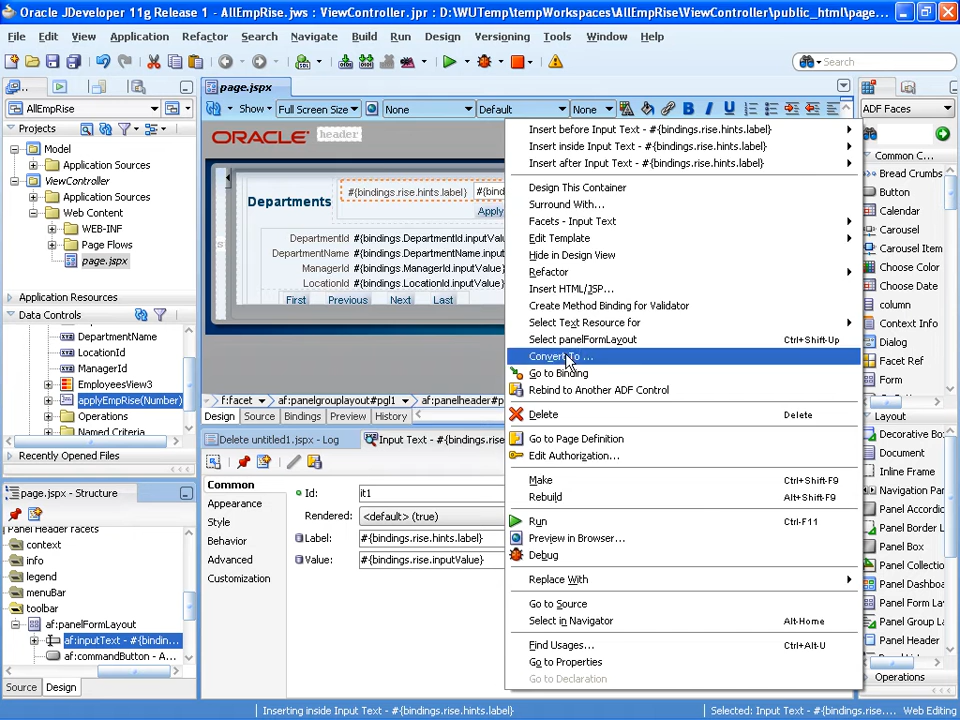 Oracle JDeveloper 11g Release 1 - AllEmpRise.jws : ViewController.jpr : D:\WUTemp\tempWorkspaces\AllEmpRise\ViewController\public_html\page...
File Edit View Application Refactor Search Navigate Build Run Design Versioning Tools Window Help
Search
AllEmpRise
Projects
Model
Application Sources
ViewController
Application Sources
Web Content
WEB-INF
Page Flows
page.jspx
Application Resources
Data Controls
DepartmentName
LocationId
ManagerId
EmployeesView3
applyEmpRise(Number)
Operations
Named Criteria
Recently Opened Files
page.jspx - Structure
Panel Header facets
context
info
legend
menuBar
toolbar
af:panelFormLayout
af:inputText - #{bindin...
af:commandButton - A...
Source Design
page.jspx
Show Full Screen Size None Default None
ORACLE header
Departments
#{bindings.rise.hints.label} #{bind
Apply
DepartmentId #{bindings.DepartmentId.inputValu
DepartmentName #{bindings.DepartmentName.input
ManagerId #{bindings.ManagerId.inputValue}
LocationId #{bindings.LocationId.inputValue}
First Previous Next Last
f:facet af:panelgrouplayout#pgl1 af:panelheader#p
Design Source Bindings Preview History
Delete untitled1.jspx - Log Input Text - #{bindings.rise
Common
Appearance
Style
Behavior
Advanced
Customization
Id: it1
Rendered: <default> (true)
Label: #{bindings.rise.hints.label}
Value: #{bindings.rise.inputValue}
Insert before Input Text - #{bindings.rise.hints.label}
Insert inside Input Text - #{bindings.rise.hints.label}
Insert after Input Text - #{bindings.rise.hints.label}
Design This Container
Surround With...
Facets - Input Text
Edit Template
Hide in Design View
Refactor
Insert HTML/JSP...
Create Method Binding for Validator
Select Text Resource for
Select panelFormLayout Ctrl+Shift-Up
Convert To ...
Go to Binding
Rebind to Another ADF Control
Delete Delete
Go to Page Definition
Edit Authorization...
Make Ctrl+Shift-F9
Rebuild Alt+Shift-F9
Run Ctrl-F11
Preview in Browser...
Debug
Replace With
Go to Source
Select in Navigator Alt-Home
Find Usages... Ctrl+Alt-U
Go to Properties
Go to Declaration
ADF Faces
Common C...
Bread Crumbs
Button
Calendar
Carousel
Carousel Item
Choose Color
Choose Date
column
Context Info
Dialog
Facet Ref
Form
Layout
Decorative Bo
Document
Inline Frame
Navigation Pan
Panel Accordio
Panel Border L
Panel Box
Panel Collectio
Panel Dashboa
Panel Form Lay
Panel Group La
Panel Header
Operations
Inserting inside Input Text - #{bindings.rise.hints.label} Selected: Input Text - #{bindings.rise.... Web Editing